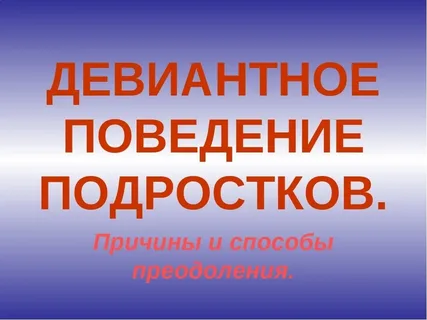 ДЕВИАНТНОЕ
ПОВЕДЕНИЕ
ПОДРОСТКОВ.
Причины и способы
преодоления.